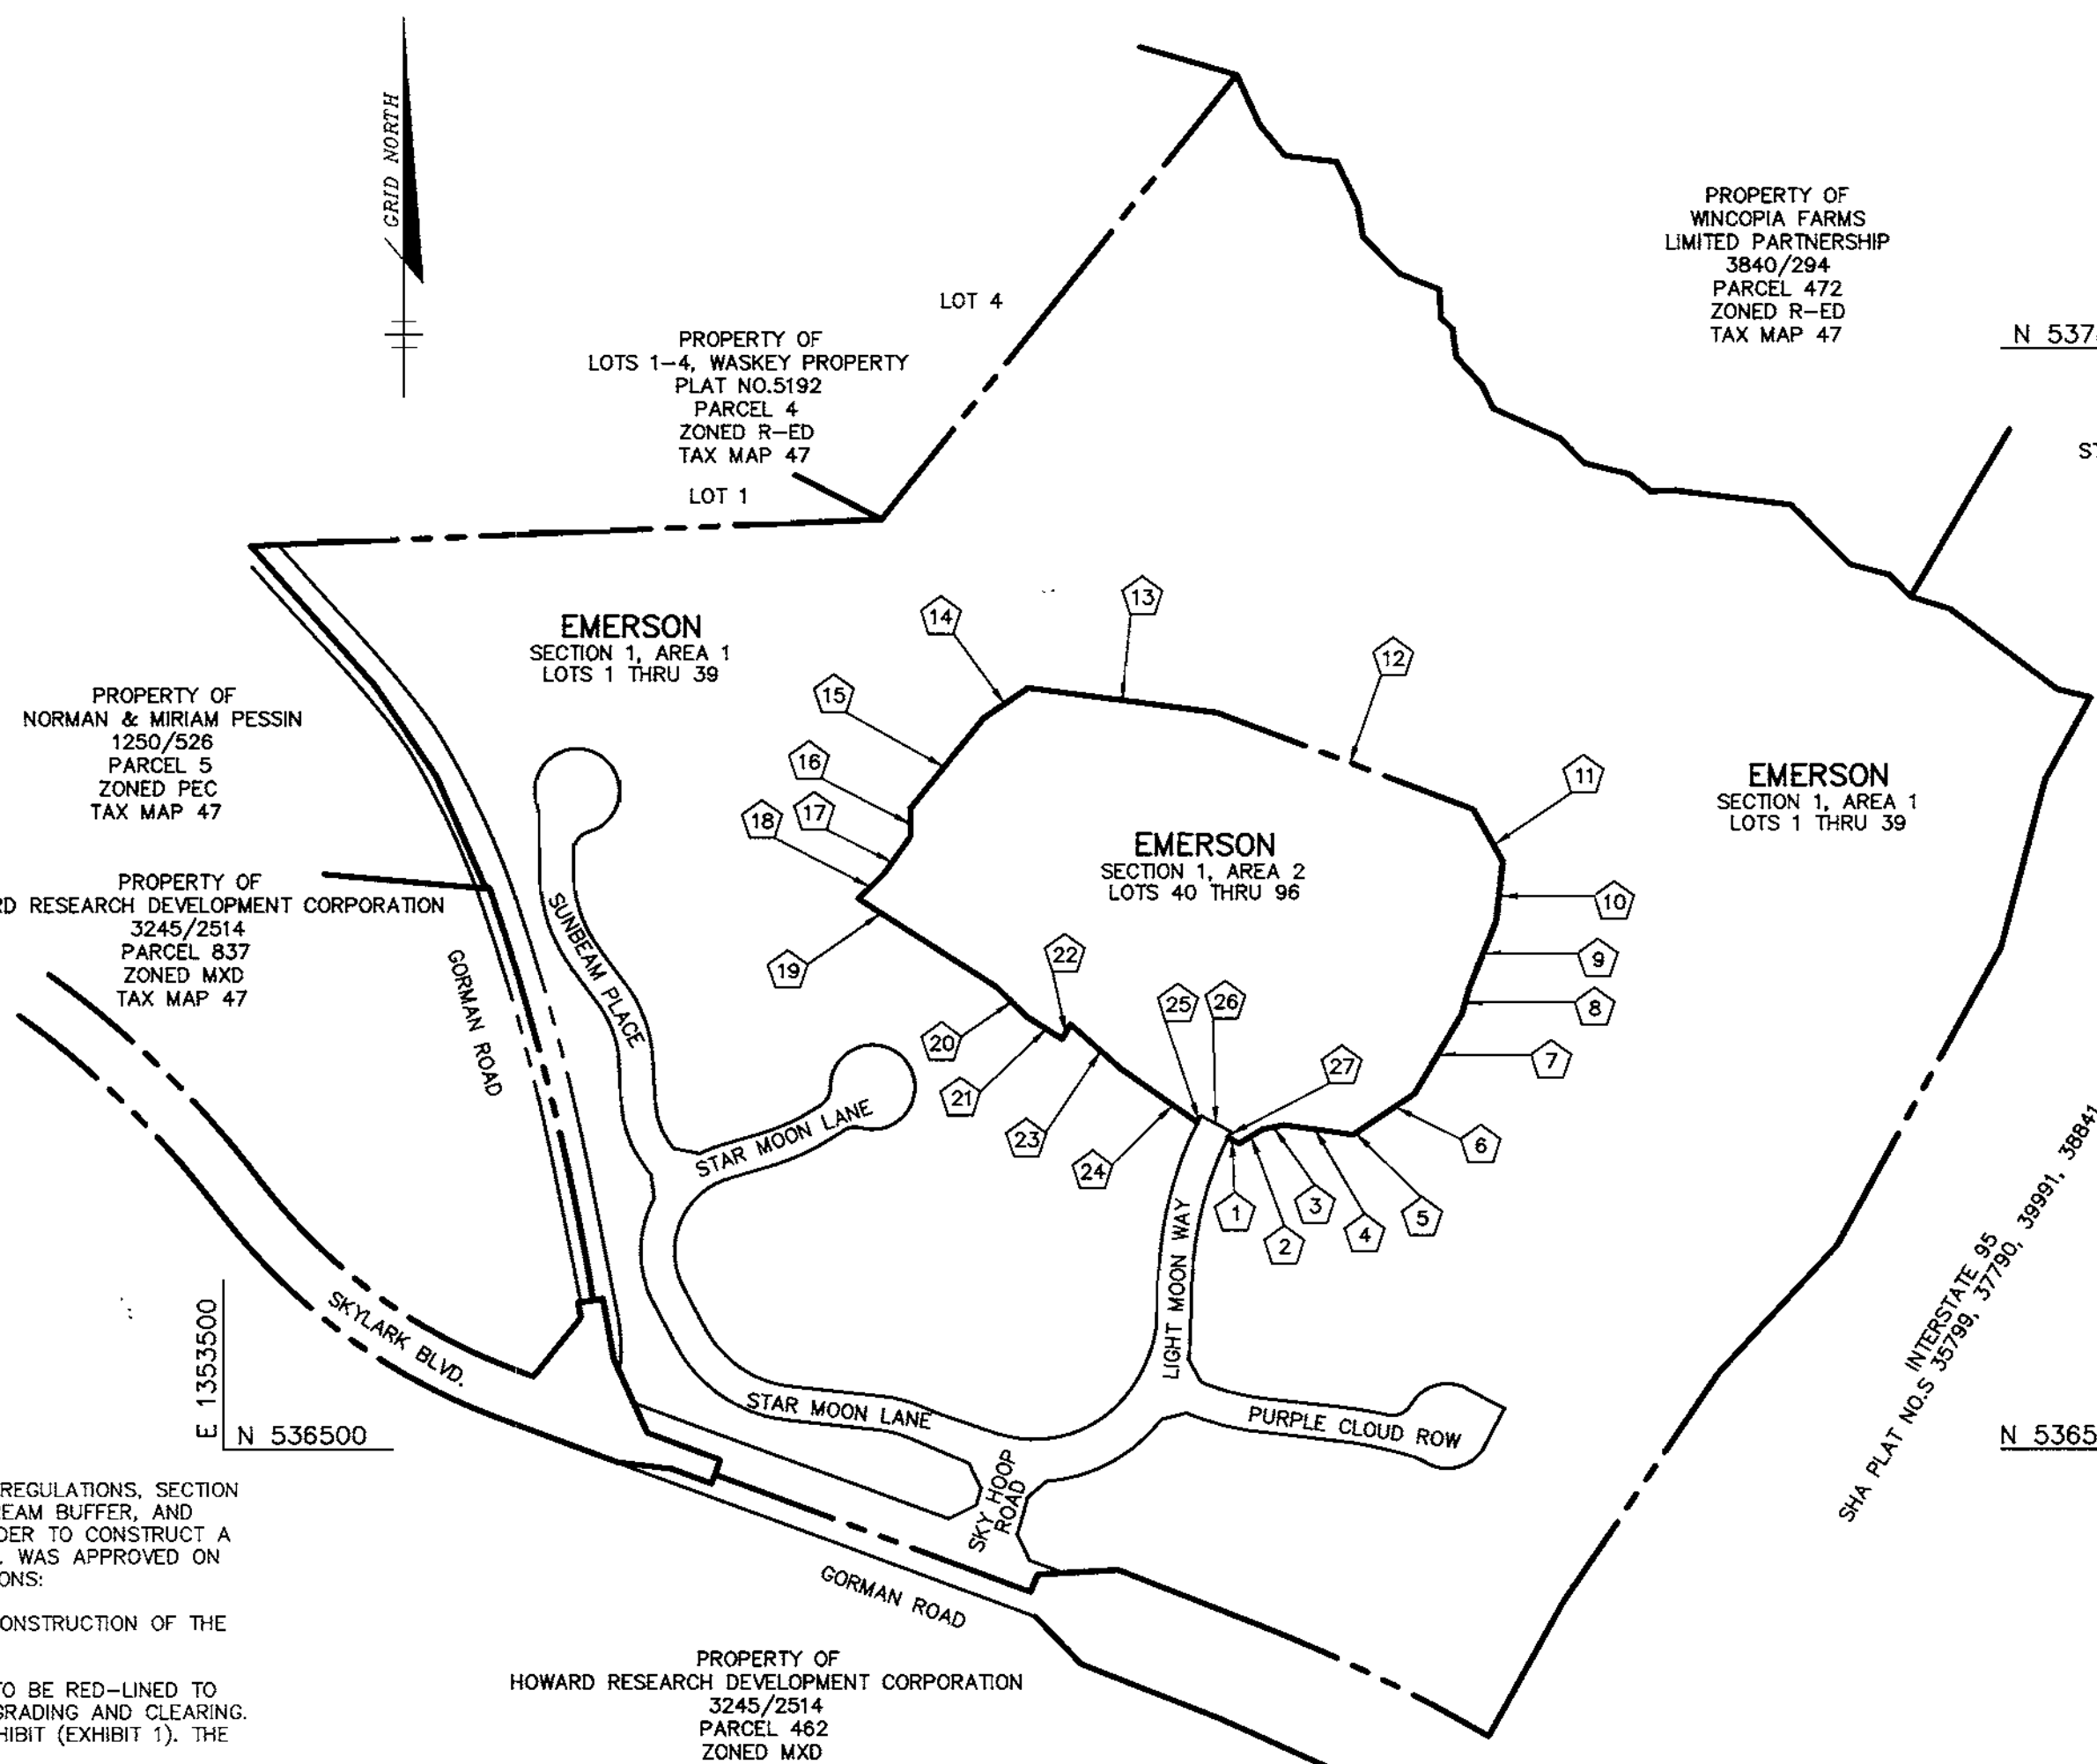 GRID NORTH
PROPERTY OF
WINCOPIA FARMS
LIMITED PARTNERSHIP
3840/294
PARCEL 472
ZONED R-ED
TAX MAP 47
N 537
ST
LOT 4
PROPERTY OF
LOTS 1-4, WASKEY PROPERTY
PLAT NO.5192
PARCEL 4
ZONED R-ED
TAX MAP 47
LOT 1
EMERSON
SECTION 1, AREA 1
LOTS 1 THRU 39
PROPERTY OF
NORMAN & MIRIAM PESSIN
1250/526
PARCEL 5
ZONED PEC
TAX MAP 47
PROPERTY OF
RD RESEARCH DEVELOPMENT CORPORATION
3245/2514
PARCEL 837
ZONED MXD
TAX MAP 47
14
13
12
15
16
17
18
11
10
9
8
7
6
19
20
21
22
23
24
25
26
27
1
2
3
4
5
EMERSON
SECTION 1, AREA 2
LOTS 40 THRU 96
EMERSON
SECTION 1, AREA 1
LOTS 1 THRU 39
SUNBEAM PLACE
GORMAN ROAD
STAR MOON LANE
LIGHT MOON WAY
SKYLARK BLVD.
STAR MOON LANE
PURPLE CLOUD ROW
SKY HOOP
ROAD
GORMAN ROAD
INTERSTATE 95
SHA PLAT NO.S 35799, 37790, 39991, 38841
E 1353500
N 536500
N 5365
REGULATIONS, SECTION
EAM BUFFER, AND
DER TO CONSTRUCT A
. WAS APPROVED ON
ONS:
ONSTRUCTION OF THE
TO BE RED-LINED TO
GRADING AND CLEARING.
HIBIT (EXHIBIT 1). THE
PROPERTY OF
HOWARD RESEARCH DEVELOPMENT CORPORATION
3245/2514
PARCEL 462
ZONED MXD